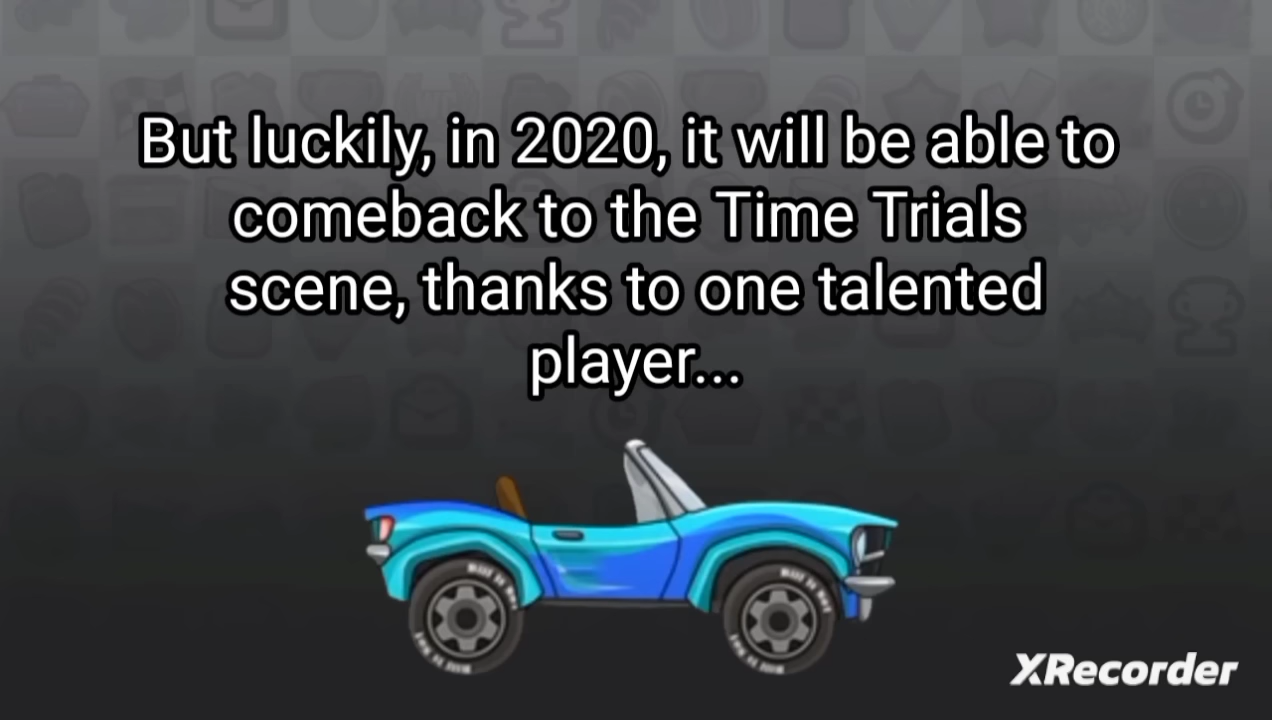 But luckily, in 2020, it will be able to
comeback to the Time Trials
scene, thanks to one talented
player...
XRecorder